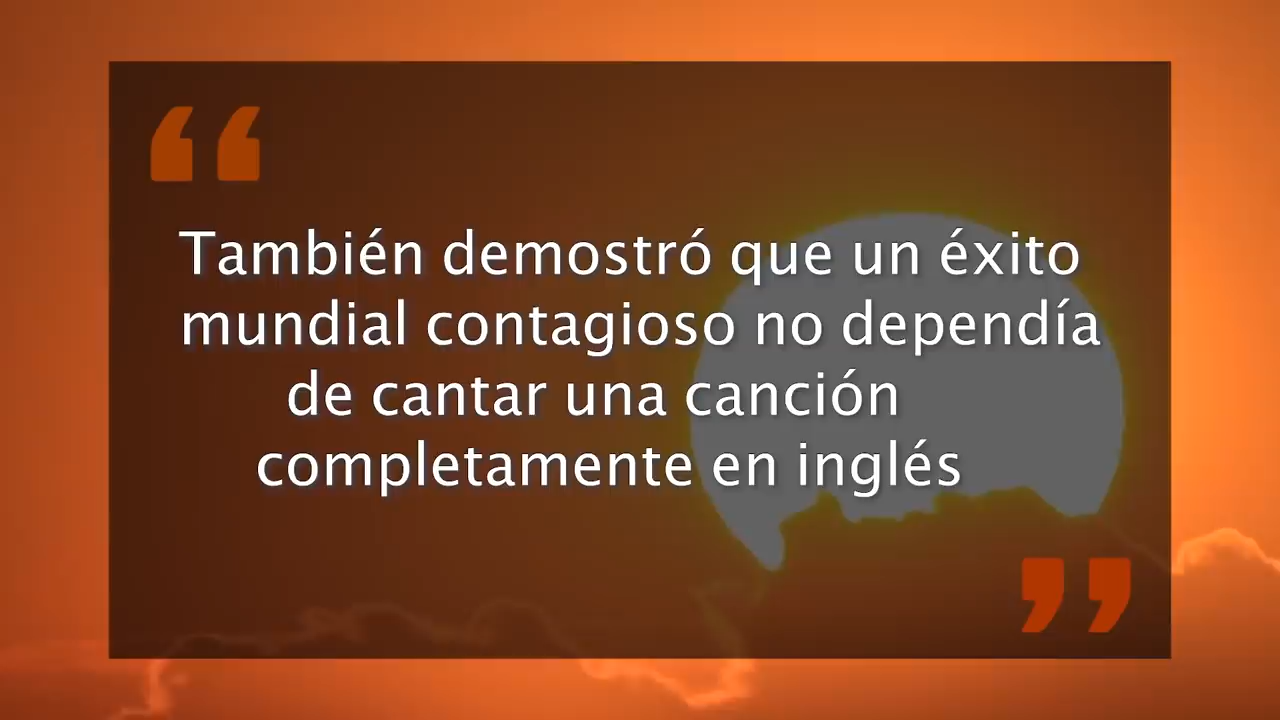 “
También demostró que un éxito
mundial contagioso no dependía
de cantar una canción
completamente en inglés
”